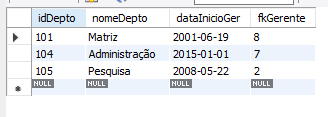 idDepto nomeDepto dataInicioGer fkGerente
101 Matriz 2001-06-19 8
104 Administração 2015-01-01 7
105 Pesquisa 2008-05-22 2
NULL NULL NULL NULL